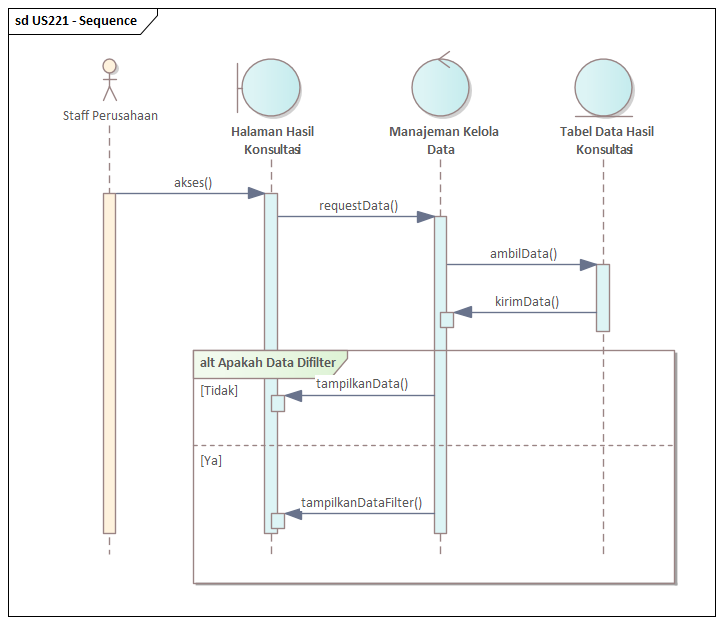 sd US221 - Sequence
Staff Perusahaan
Halaman Hasil
Konsultasi
Manajeman Kelola
Data
Tabel Data Hasil
Konsultasi
akses()
requestData()
ambilData()
kirimData()
alt Apakah Data Difilter
[Tidak]
tampilkanData()
[Ya]
tampilkanDataFilter()